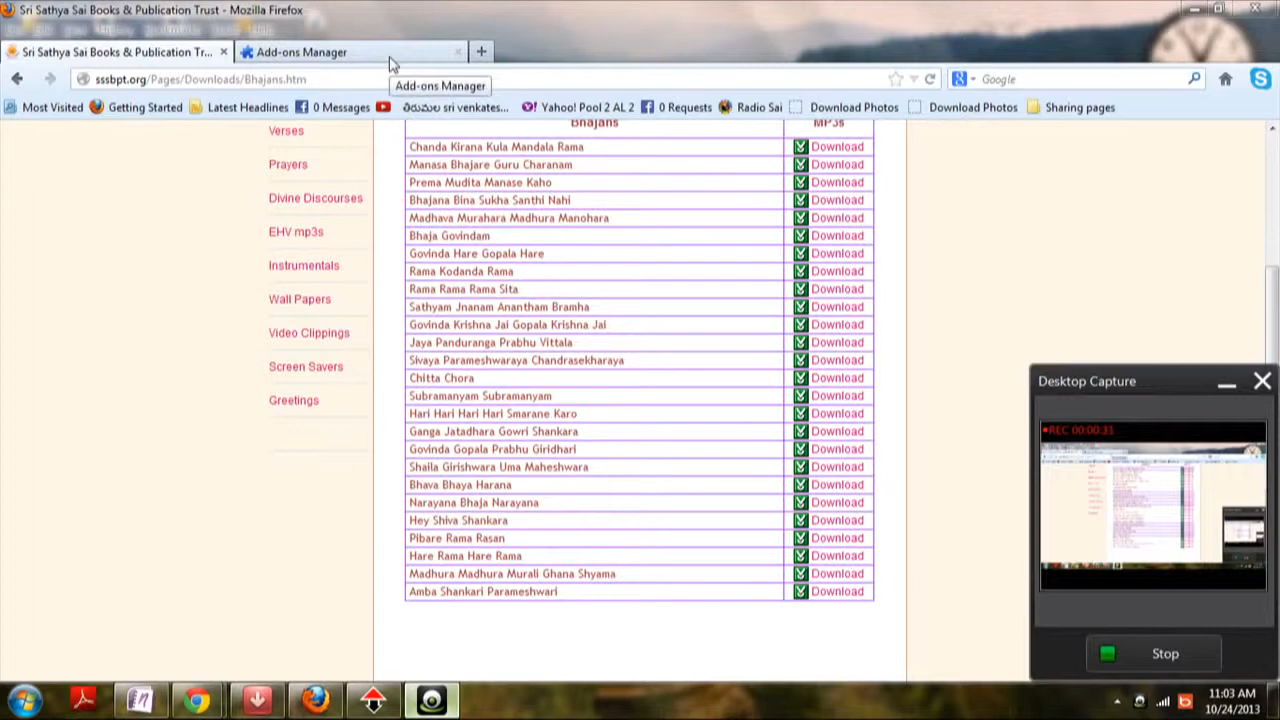 Sri Sathya Sai Books & Publication Trust - Mozilla Firefox
Sri Sathya Sai Books & Publication Tr...
Add-ons Manager
sssbpt.org/Pages/Downloads/Bhajans.htm
Google
Add-ons Manager
Most Visited Getting Started Latest Headlines 0 Messages తిరుమల sri venkates... Yahoo! Pool 2 AL 2 0 Requests Radio Sai Download Photos Download Photos Sharing pages
Bhajans MP3s
Verses
Prayers
Divine Discourses
EHV mp3s
Instrumentals
Wall Papers
Video Clippings
Screen Savers
Greetings
Chanda Kirana Kula Mandala Rama Download
Manasa Bhajare Guru Charanam Download
Prema Mudita Manase Kaho Download
Bhajana Bina Sukha Santhi Nahi Download
Madhava Murahara Madhura Manohara Download
Bhaja Govindam Download
Govinda Hare Gopala Hare Download
Rama Kodanda Rama Download
Rama Rama Rama Sita Download
Sathyam Jnanam Anantham Bramha Download
Govinda Krishna Jai Gopala Krishna Jai Download
Jaya Panduranga Prabhu Vittala Download
Sivaya Parameshwaraya Chandrasekharaya Download
Chitta Chora Download
Subramanyam Subramanyam Download
Hari Hari Hari Hari Smarane Karo Download
Ganga Jatadhara Gowri Shankara Download
Govinda Gopala Prabhu Giridhari Download
Shaila Girishwara Uma Maheshwara Download
Bhava Bhaya Harana Download
Narayana Bhaja Narayana Download
Hey Shiva Shankara Download
Pibare Rama Rasan Download
Hare Rama Hare Rama Download
Madhura Madhura Murali Ghana Shyama Download
Amba Shankari Parameshwari Download
Desktop Capture
REC 00:00:31
Stop
11:03 AM
10/24/2013